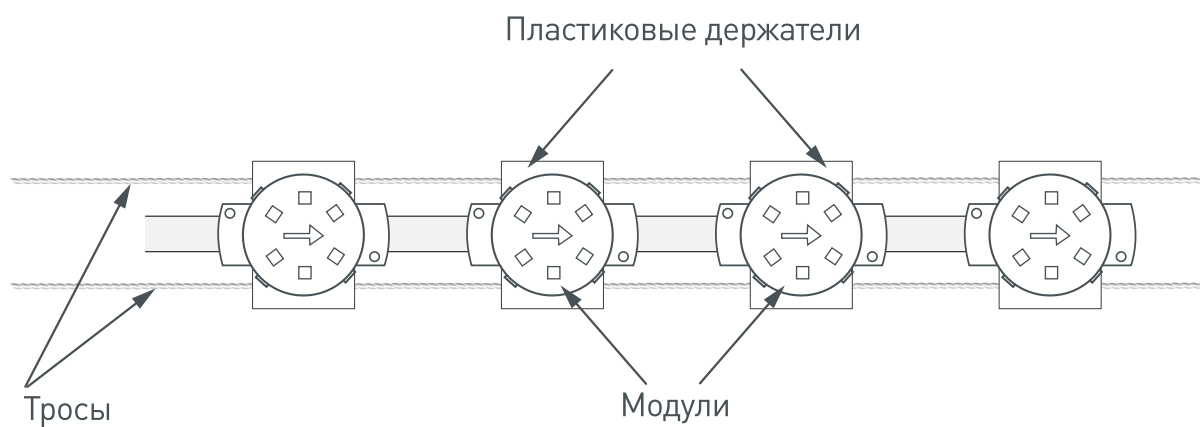 Пластиковые держатели
Тросы
Модули